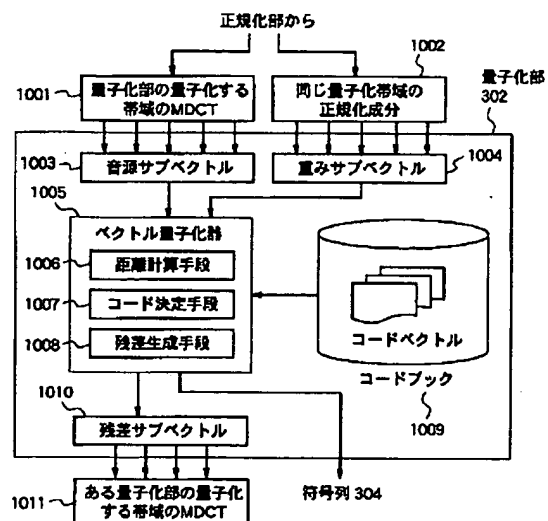 正規化部から
1001
量子化部の量子化する
帯域のMDCT
1002
同じ量子化帯域の
正規化成分
量子化部
302
1003
音源サブベクトル
重みサブベクトル
1004
1005
ベクトル量子化器
1006
距離計算手段
1007
コード決定手段
1008
残差生成手段
コードベクトル
コードブック
1009
1010
残差サブベクトル
1011
ある量子化部の量子化
する帯域のMDCT
符号列 304